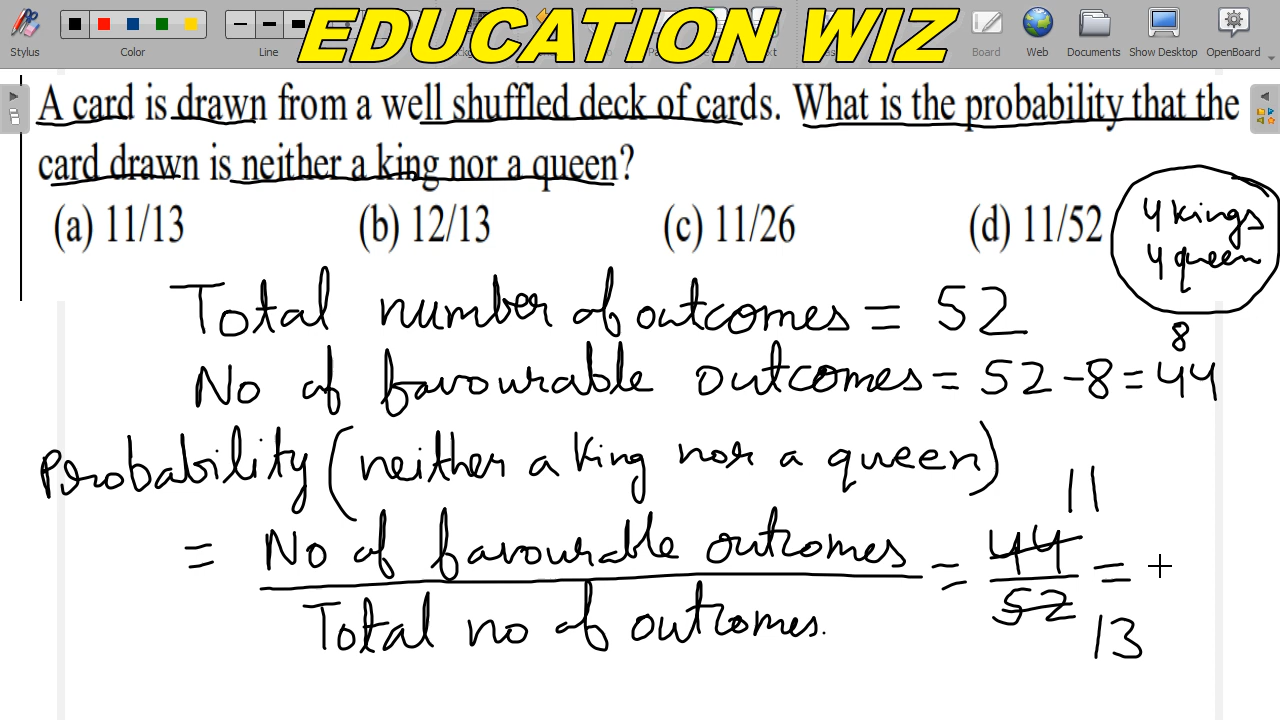 EDUCATION WIZ
Stylus Color Line Board Web Documents Show Desktop OpenBoard
A card is drawn from a well shuffled deck of cards. What is the probability that the
card drawn is neither a king nor a queen?
(a) 11/13 (b) 12/13 (c) 11/26 (d) 11/52
4 kings
4 queen
8
Total number of outcomes = 52
No of favourable outcomes = 52 - 8 = 44
Probability (neither a king nor a queen)
11
= No of favourable outcomes = 44 =
Total no of outcomes. 52
13